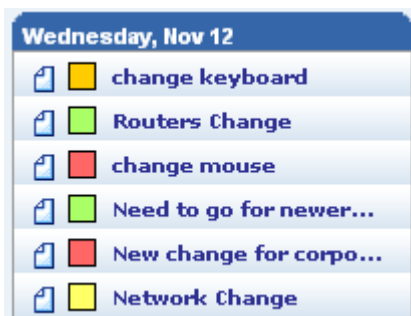 Wednesday, Nov 12
change keyboard
Routers Change
change mouse
Need to go for newer...
New change for corpo...
Network Change